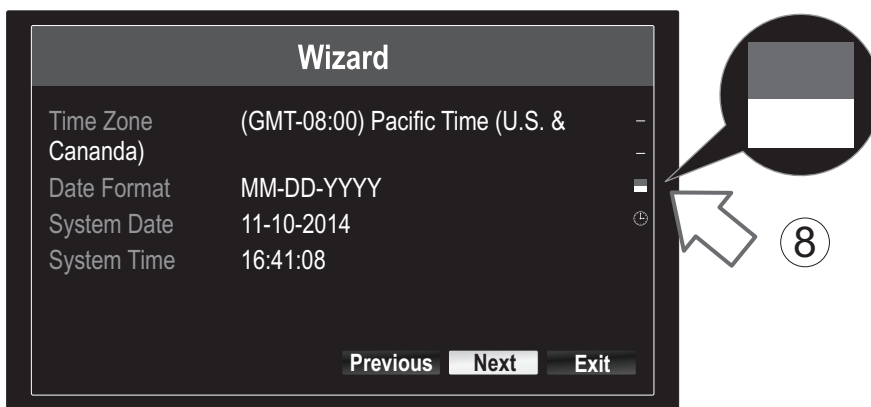 Wizard
Time Zone (GMT-08:00) Pacific Time (U.S. &
Cananda)
Date Format MM-DD-YYYY
System Date 11-10-2014
System Time 16:41:08
Previous Next Exit
8